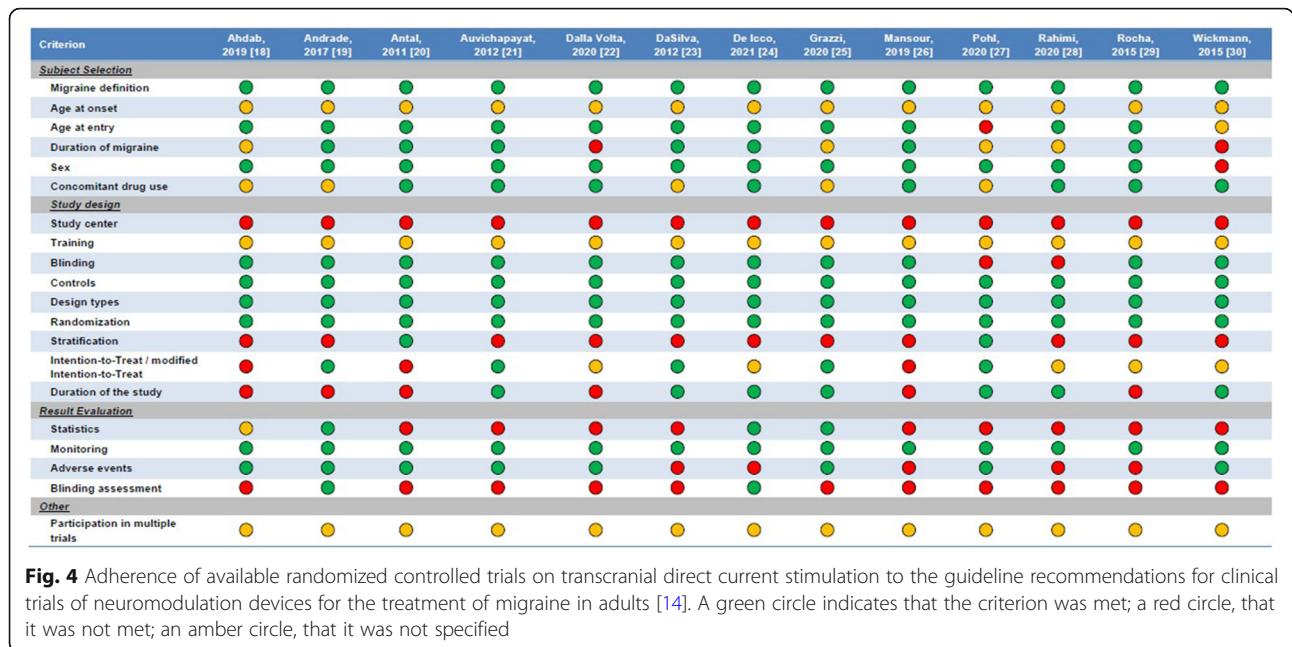 Criterion Ahdab, 2019 [18] Andrade, 2017 [19] Antal, 2011 [20] Auvichapayat, 2012 [21] Dalla Volta, 2020 [22] DaSilva, 2012 [23] De Icco, 2021 [24] Grazzi, 2020 [25] Mansour, 2019 [26] Pohl, 2020 [27] Rahimi, 2020 [28] Rocha, 2015 [29] Wickmann, 2015 [30]
Subject Selection
Migraine definition
Age at onset
Age at entry
Duration of migraine
Sex
Concomitant drug use
Study design
Study center
Training
Blinding
Controls
Design types
Randomization
Stratification
Intention-to-Treat / modified
Intention-to-Treat
Duration of the study
Result Evaluation
Statistics
Monitoring
Adverse events
Blinding assessment
Other
Participation in multiple
trials
Fig. 4 Adherence of available randomized controlled trials on transcranial direct current stimulation to the guideline recommendations for clinical
trials of neuromodulation devices for the treatment of migraine in adults [14]. A green circle indicates that the criterion was met; a red circle, that
it was not met; an amber circle, that it was not specified